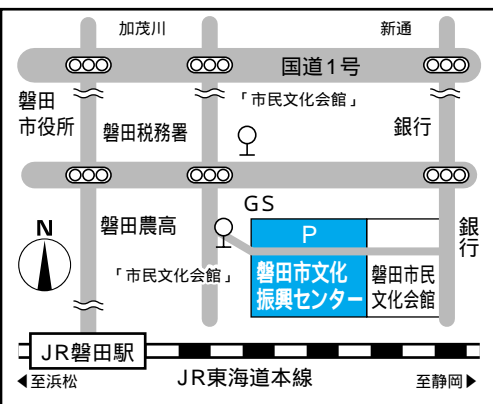 加茂川
新通
国道1号
磐田
市役所
「市民文化会館」
磐田税務署
銀行
GS
磐田農高
P
銀行
N
「市民文化会館」
磐田市文化
振興センター
磐田市民
文化会館
JR磐田駅
◀至浜松
JR東海道本線
至静岡▶